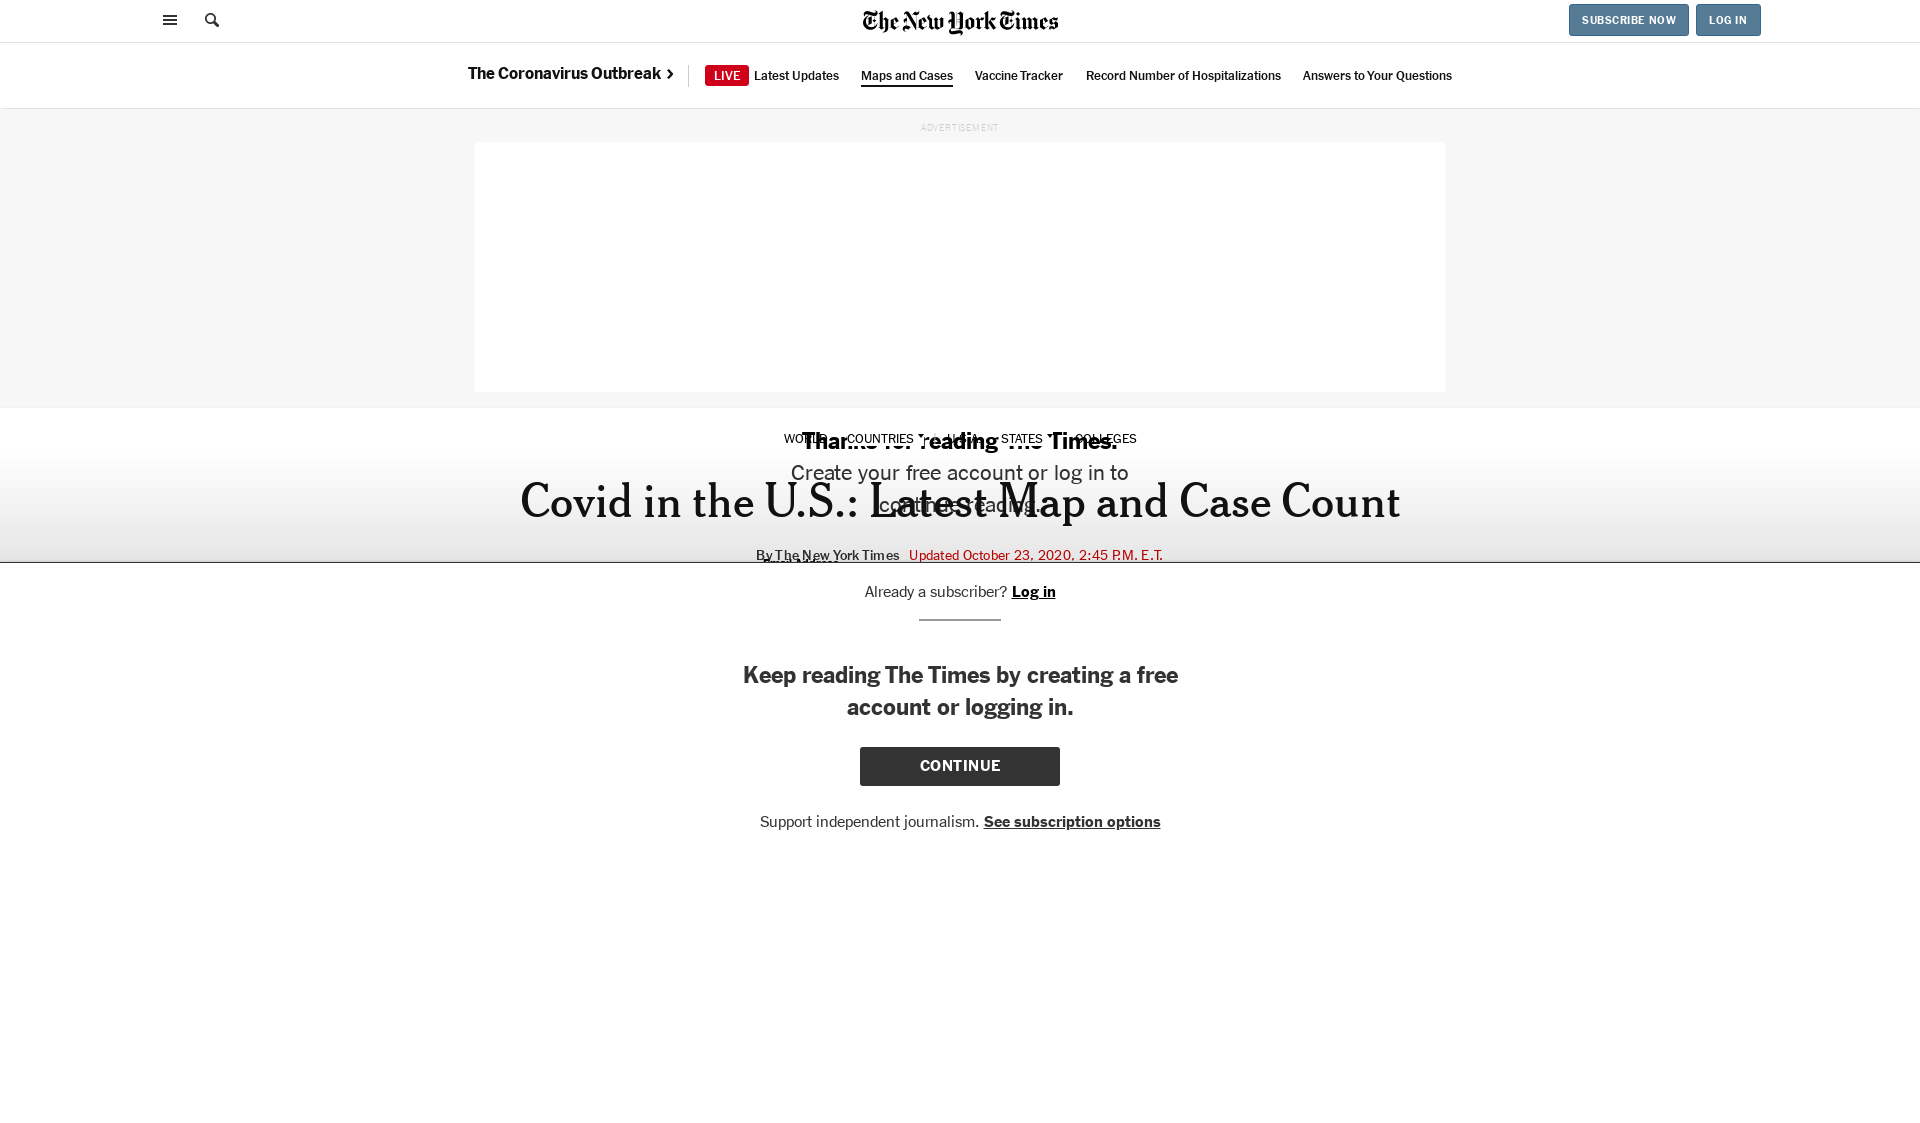 The New York Times
SUBSCRIBE NOW
LOG IN
The Coronavirus Outbreak
LIVE Latest Updates
Maps and Cases
Vaccine Tracker
Record Number of Hospitalizations
Answers to Your Questions
ADVERTISEMENT
WORLD
COUNTRIES
U.S.A.
STATES
COLLEGES
Thanks for reading The Times.
Create your free account or log in to
continue reading.
Covid in the U.S.: Latest Map and Case Count
By The New York Times Updated October 23, 2020, 2:45 P.M. E.T.
Email Address
Already a subscriber? Log in
Keep reading The Times by creating a free
account or logging in.
CONTINUE
Support independent journalism. See subscription options